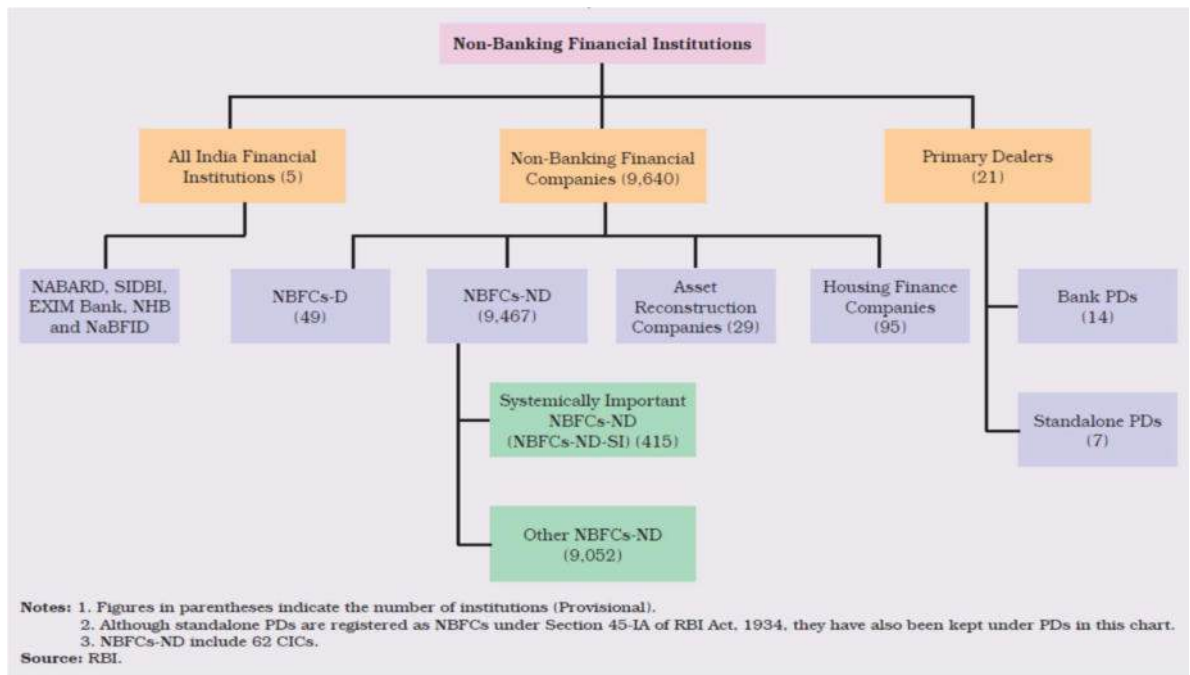 Non-Banking Financial Institutions
All India Financial
Institutions (5)
Non-Banking Financial
Companies (9,640)
Primary Dealers
(21)
NABARD, SIDBI,
EXIM Bank, NHB
and NaBFID
NBFCs-D
(49)
NBFCs-ND
(9,467)
Asset
Reconstruction
Companies (29)
Housing Finance
Companies
(95)
Bank PDs
(14)
Systemically Important
NBFCs-ND
(NBFCs-ND-SI) (415)
Standalone PDs
(7)
Other NBFCs-ND
(9,052)
Notes: 1. Figures in parentheses indicate the number of institutions (Provisional).
2. Although standalone PDs are registered as NBFCs under Section 45-IA of RBI Act, 1934, they have also been kept under PDs in this chart.
3. NBFCs-ND include 62 CICs.
Source: RBI.